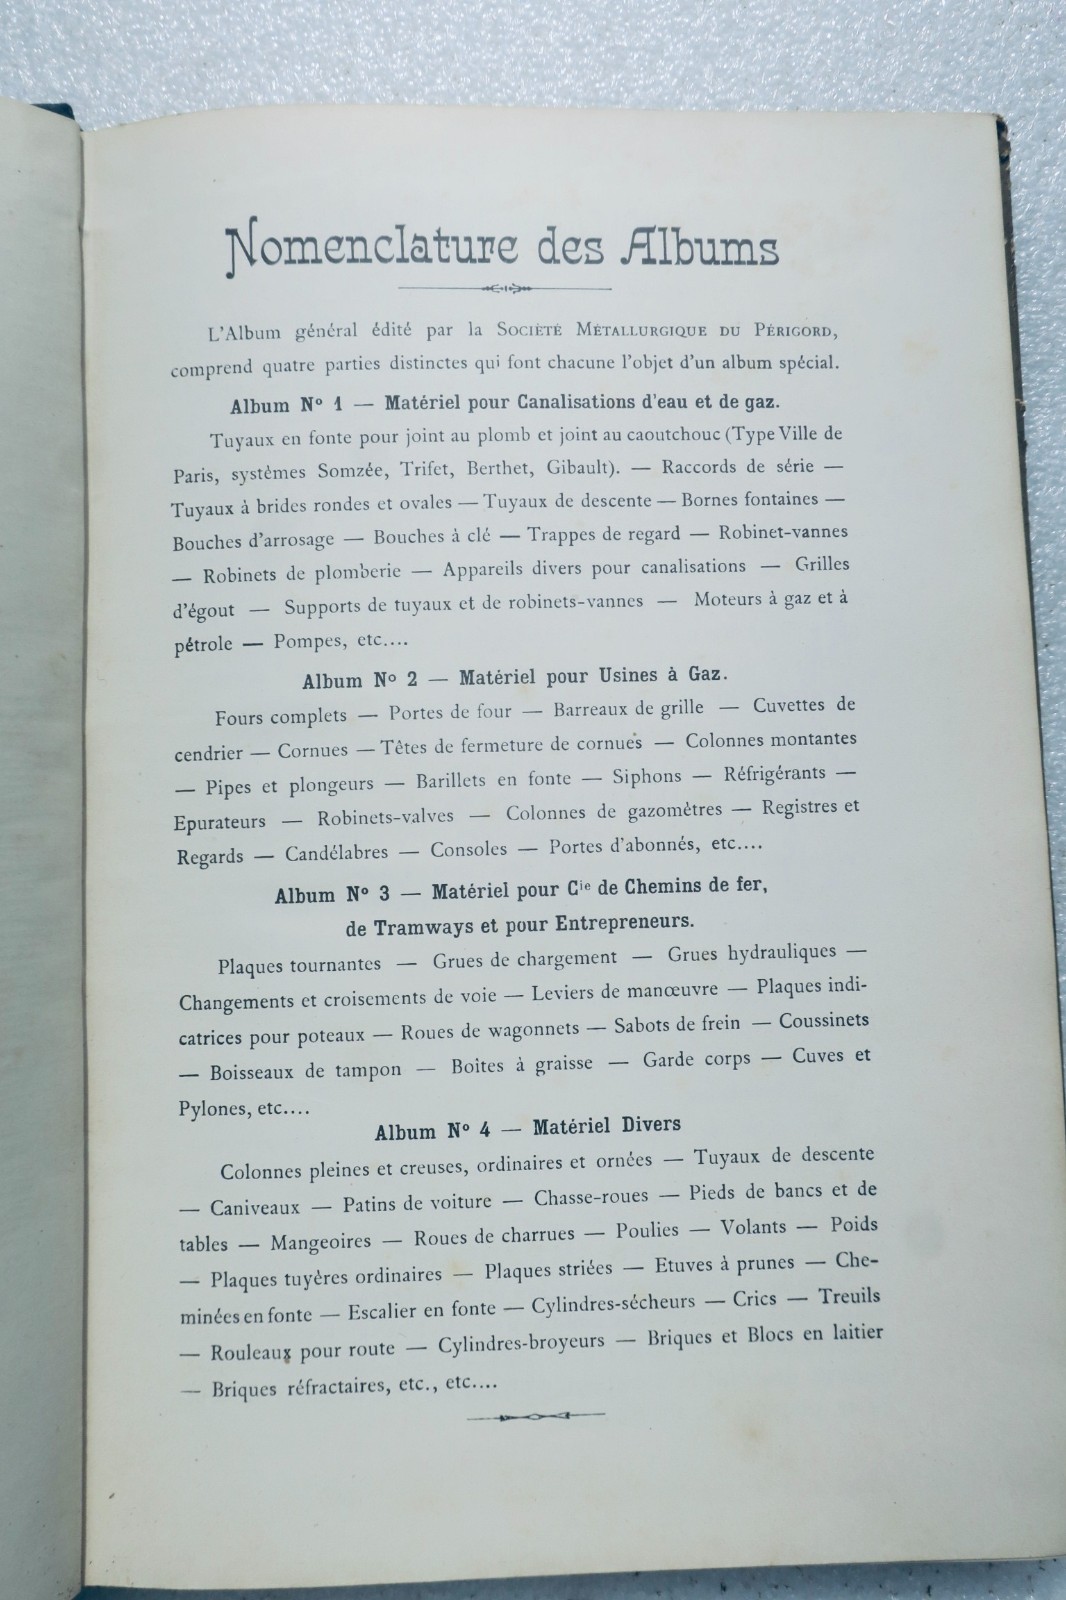 Nomenclature des Albums
L'Album général édité par la Société Métallurgique du Périgord,
comprend quatre parties distinctes qui font chacune l'objet d'un album spécial.
Album Nº 1 — Matériel pour Canalisations d'eau et de gaz.
Tuyaux en fonte pour joint au plomb et joint au caoutchouc (Type Ville de
Paris, systèmes Somzée, Trifet, Berthet, Gibault). — Raccords de série —
Tuyaux à brides rondes et ovales — Tuyaux de descente — Bornes fontaines —
Bouches d'arrosage — Bouches à clé — Trappes de regard — Robinet-vannes
— Robinets de plomberie — Appareils divers pour canalisations — Grilles
d'égout — Supports de tuyaux et de robinets-vannes — Moteurs à gaz et à
pétrole — Pompes, etc....
Album Nº 2 — Matériel pour Usines à Gaz.
Fours complets — Portes de four — Barreaux de grille — Cuvettes de
cendrier — Cornues — Têtes de fermeture de cornues — Colonnes montantes
— Pipes et plongeurs — Barillets en fonte — Siphons — Réfrigérants —
Epurateurs — Robinets-valves — Colonnes de gazomètres — Registres et
Regards — Candélabres — Consoles — Portes d'abonnés, etc....
Album Nº 3 — Matériel pour Cie de Chemins de fer,
de Tramways et pour Entrepreneurs.
Plaques tournantes — Grues de chargement — Grues hydrauliques —
Changements et croisements de voie — Leviers de manœuvre — Plaques indi-
catrices pour poteaux — Roues de wagonnets — Sabots de frein — Coussinets
— Boisseaux de tampon — Boîtes à graisse — Garde corps — Cuves et
Pylones, etc....
Album Nº 4 — Matériel Divers
Colonnes pleines et creuses, ordinaires et ornées — Tuyaux de descente
— Caniveaux — Patins de voiture — Chasse-roues — Pieds de bancs et de
tables — Mangeoires — Roues de charrues — Poulies — Volants — Poids
— Plaques tuyères ordinaires — Plaques striées — Etuves à prunes — Che-
minées en fonte — Escalier en fonte — Cylindres-sécheurs — Crics — Treuils
— Rouleaux pour route — Cylindres-broyeurs — Briques et Blocs en laitier
— Briques réfractaires, etc., etc....